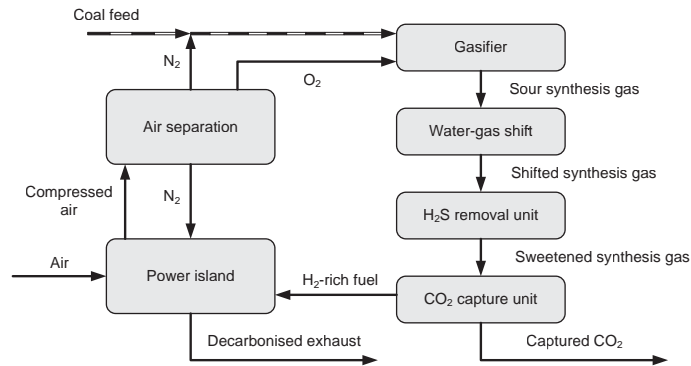 Coal feed
Gasifier
N₂
O₂
Sour synthesis gas
Air separation
Water-gas shift
Shifted synthesis gas
Compressed
air
N₂
H₂S removal unit
Sweetened synthesis gas
Air
Power island
H₂-rich fuel
CO₂ capture unit
Decarbonised exhaust
Captured CO₂